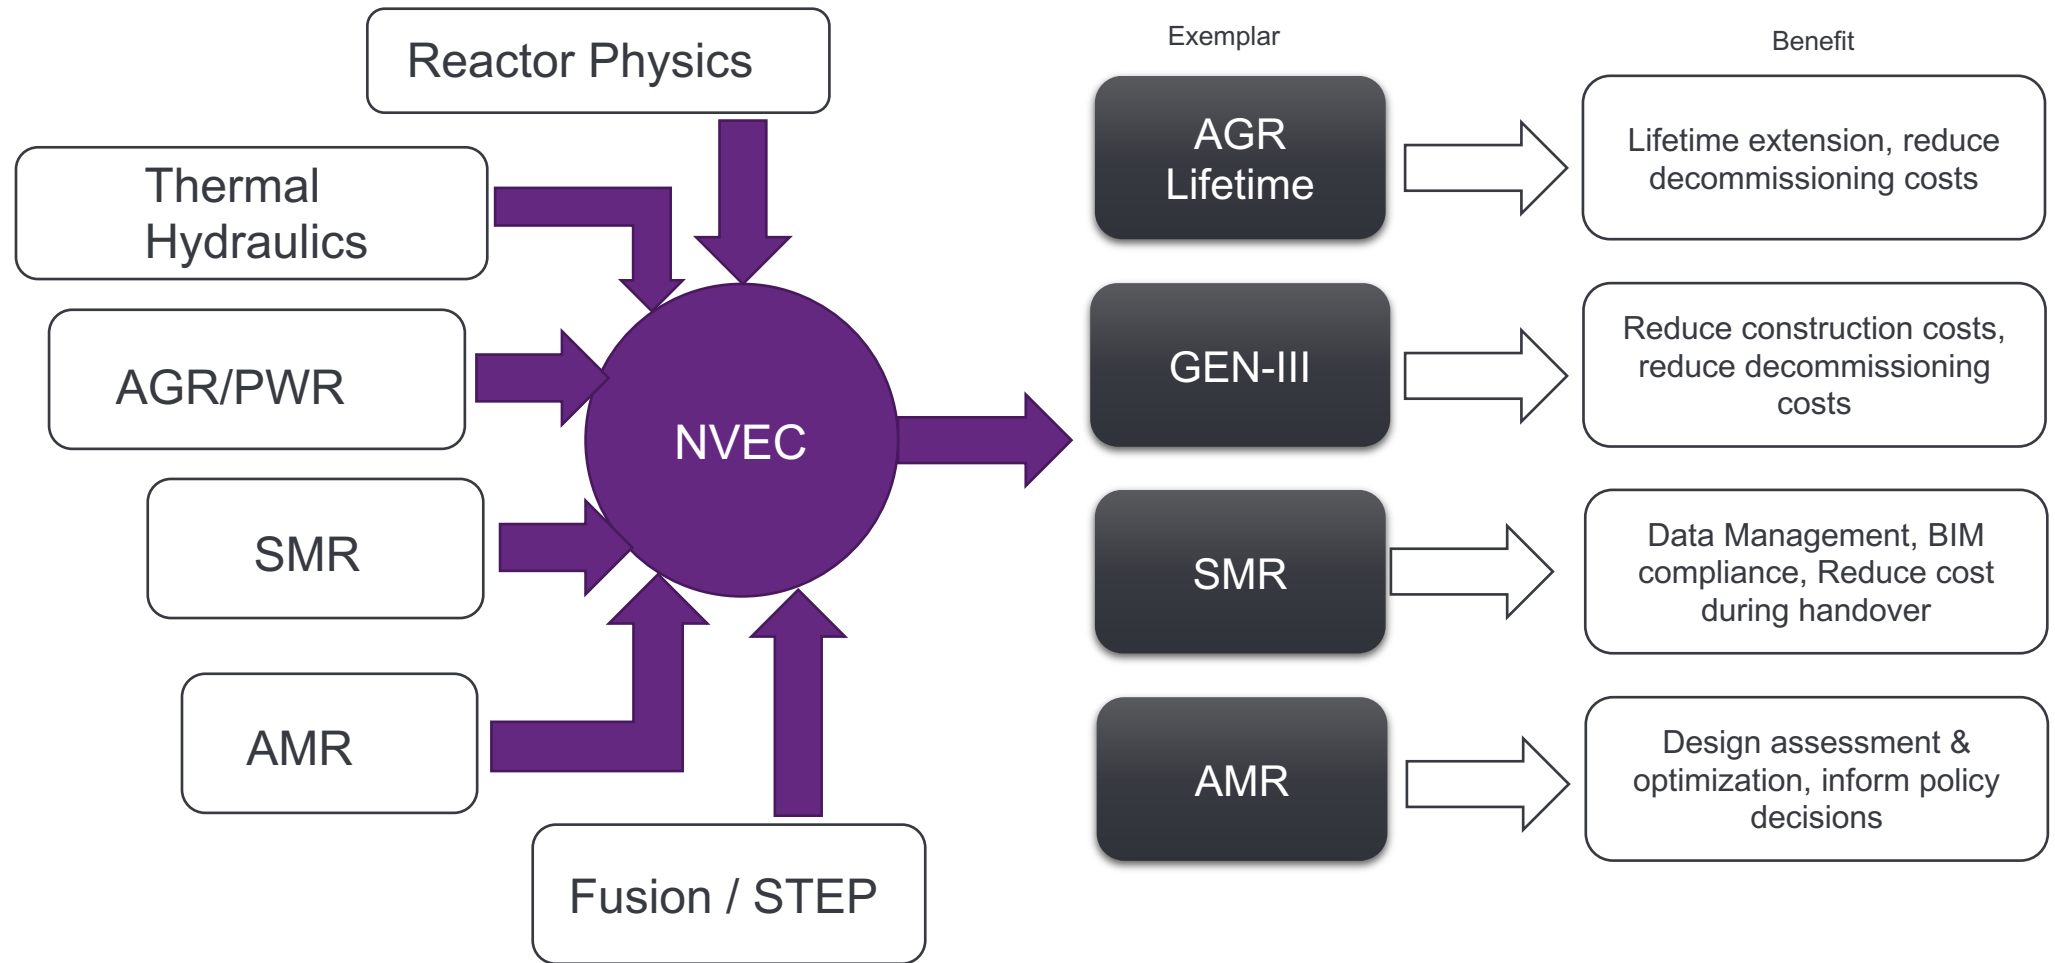 Reactor Physics
Thermal
Hydraulics
AGR/PWR
SMR
AMR
Fusion / STEP
NVEC
Exemplar
Benefit
AGR
Lifetime
Lifetime extension, reduce
decommissioning costs
GEN-III
Reduce construction costs,
reduce decommissioning
costs
SMR
Data Management, BIM
compliance, Reduce cost
during handover
AMR
Design assessment &
optimization, inform policy
decisions